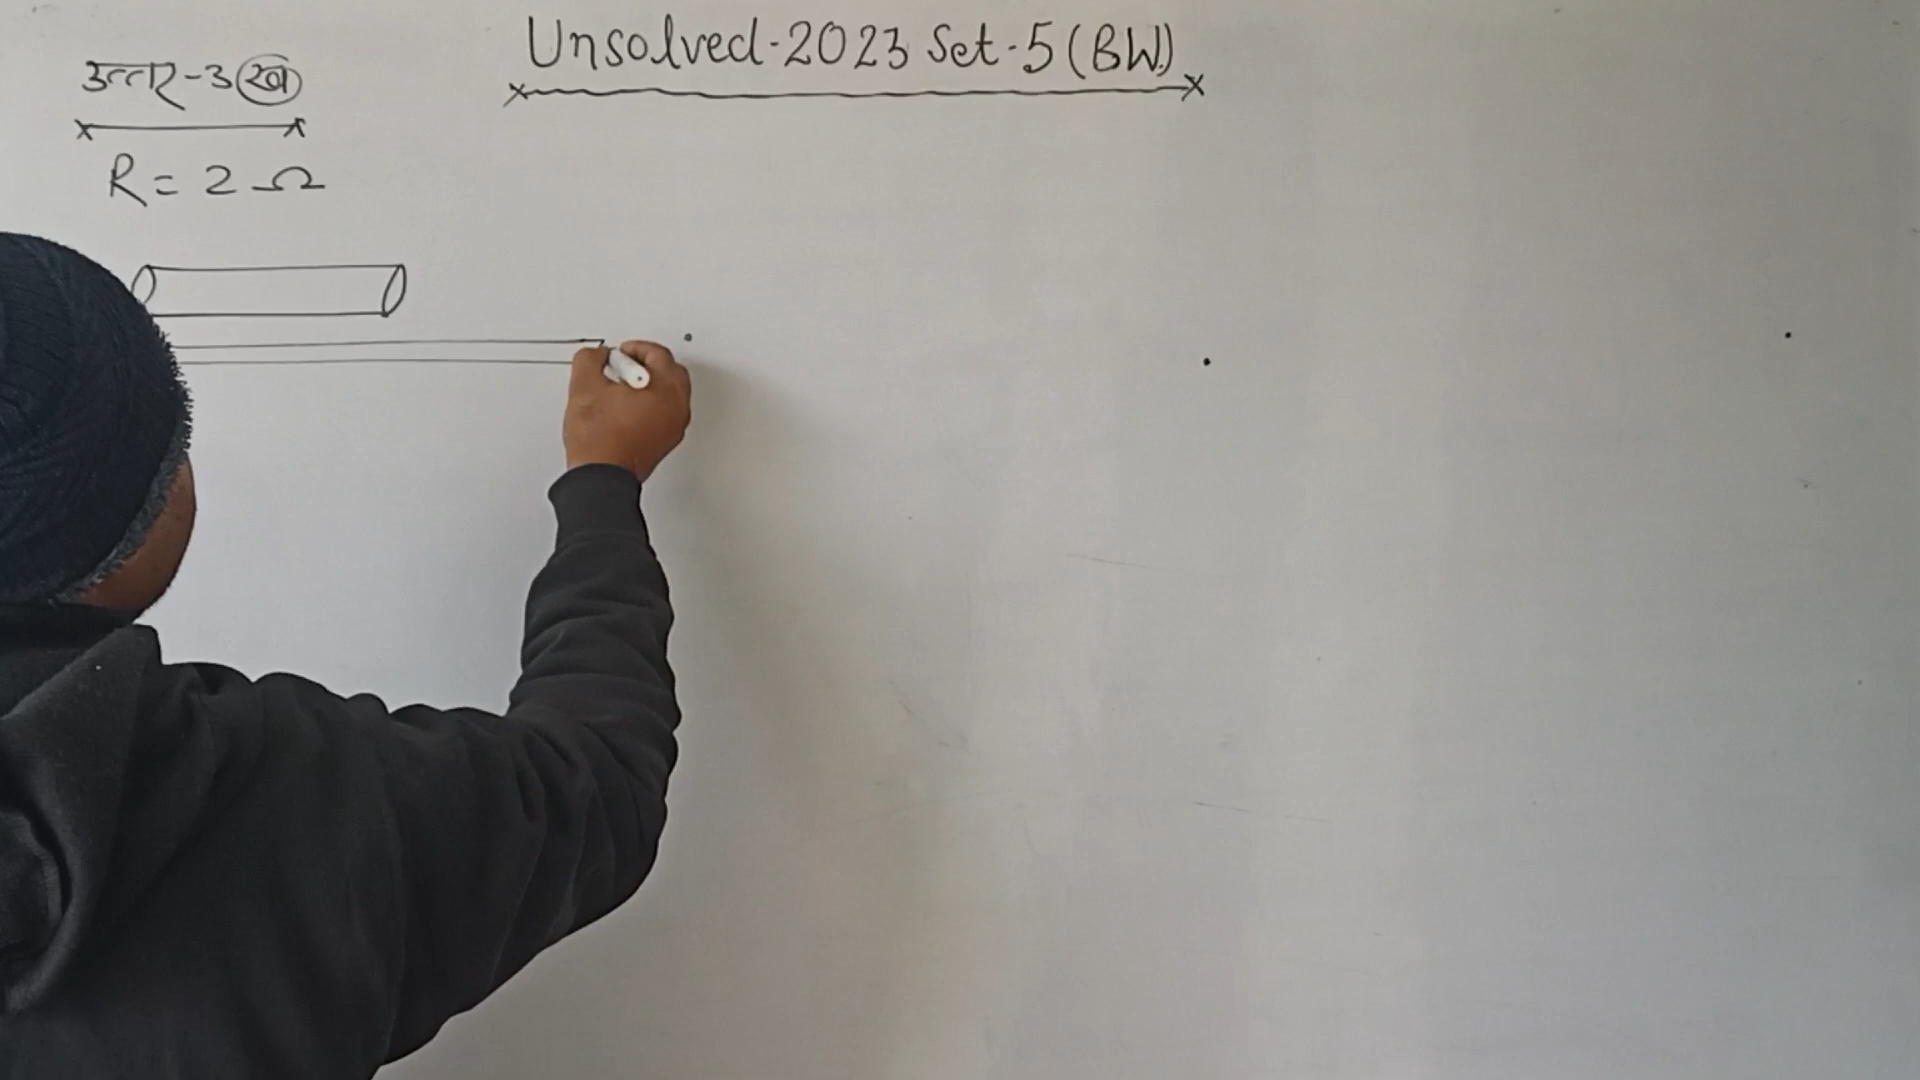 Unsolved-2023 Set-5 (BW)
उत्तर-3 (ख)
R = 2 Ω